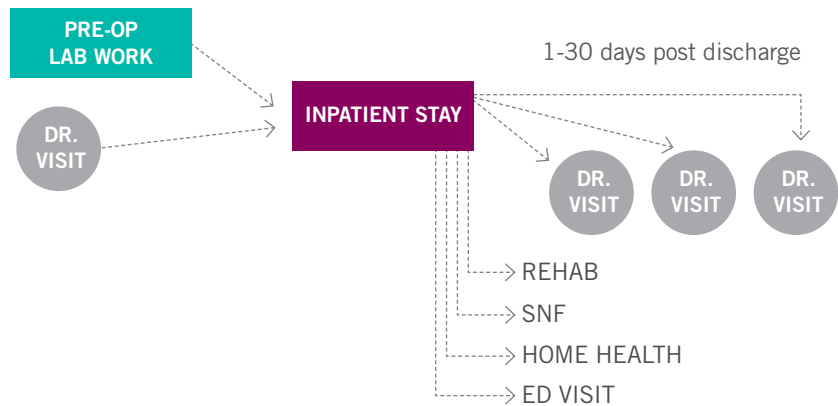 PRE-OP
LAB WORK
1-30 days post discharge
INPATIENT STAY
DR.
VISIT
DR.
VISIT
DR.
VISIT
DR.
VISIT
REHAB
SNF
HOME HEALTH
ED VISIT